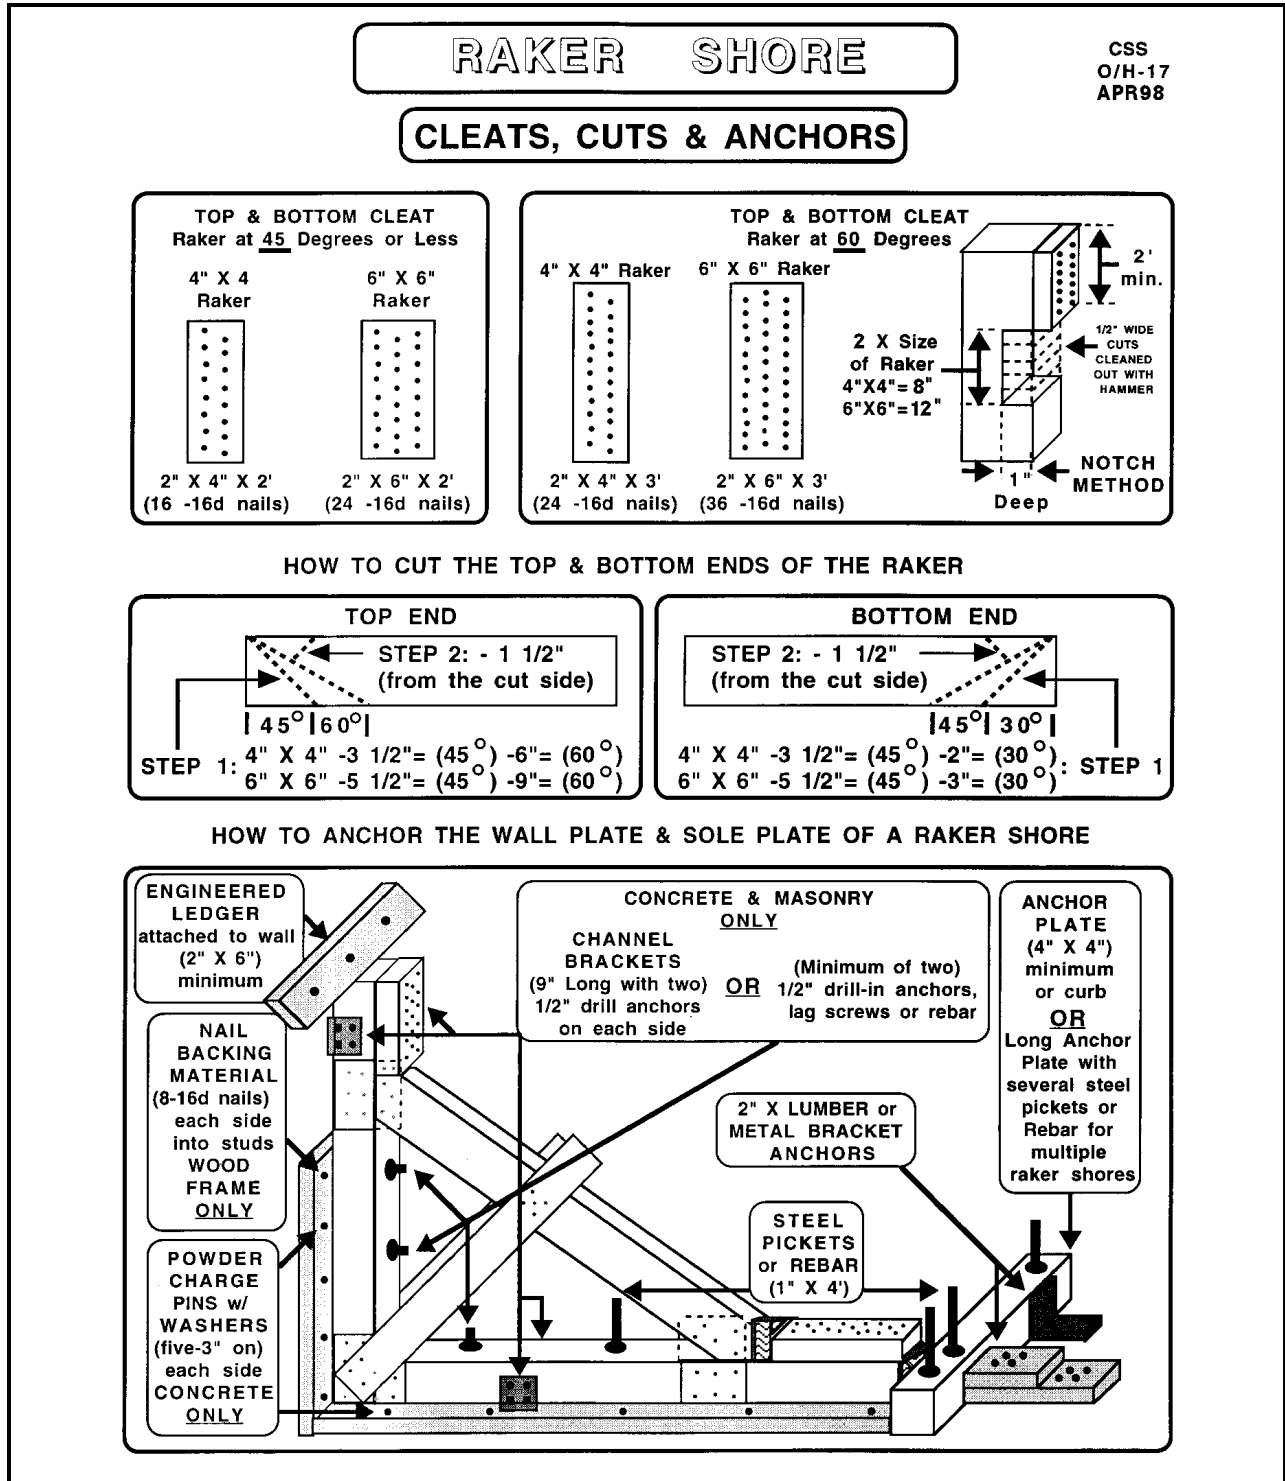 RAKER SHORE
CSS
O/H-17
APR98
CLEATS, CUTS & ANCHORS
TOP & BOTTOM CLEAT
Raker at 45 Degrees or Less
4" X 4
Raker
6" X 6"
Raker
2" X 4" X 2'
(16 -16d nails)
2" X 6" X 2'
(24 -16d nails)
TOP & BOTTOM CLEAT
Raker at 60 Degrees
4" X 4" Raker
6" X 6" Raker
2" X 4" X 3'
(24 -16d nails)
2" X 6" X 3'
(36 -16d nails)
2 X Size
of Raker
4"X4"= 8"
6"X6"=12"
2'
min.
1/2" WIDE
CUTS
CLEANED
OUT WITH
HAMMER
1"
Deep
NOTCH
METHOD
HOW TO CUT THE TOP & BOTTOM ENDS OF THE RAKER
TOP END
STEP 2: - 1 1/2"
(from the cut side)
45° 60°
STEP 1:
4" X 4" -3 1/2"= (45°) -6"= (60°)
6" X 6" -5 1/2"= (45°) -9"= (60°)
BOTTOM END
STEP 2: - 1 1/2"
(from the cut side)
45° 30°
4" X 4" -3 1/2"= (45°) -2"= (30°)
6" X 6" -5 1/2"= (45°) -3"= (30°)
: STEP 1
HOW TO ANCHOR THE WALL PLATE & SOLE PLATE OF A RAKER SHORE
ENGINEERED
LEDGER
attached to wall
(2" X 6")
minimum
NAIL
BACKING
MATERIAL
(8-16d nails)
each side
into studs
WOOD
FRAME
ONLY
POWDER
CHARGE
PINS w/
WASHERS
(five-3" on)
each side
CONCRETE
ONLY
CONCRETE & MASONRY
ONLY
CHANNEL
BRACKETS
(9" Long with two)
1/2" drill anchors
on each side
OR
(Minimum of two)
1/2" drill-in anchors,
lag screws or rebar
2" X LUMBER or
METAL BRACKET
ANCHORS
STEEL
PICKETS
or REBAR
(1" X 4')
ANCHOR
PLATE
(4" X 4")
minimum
or curb
OR
Long Anchor
Plate with
several steel
pickets or
Rebar for
multiple
raker shores